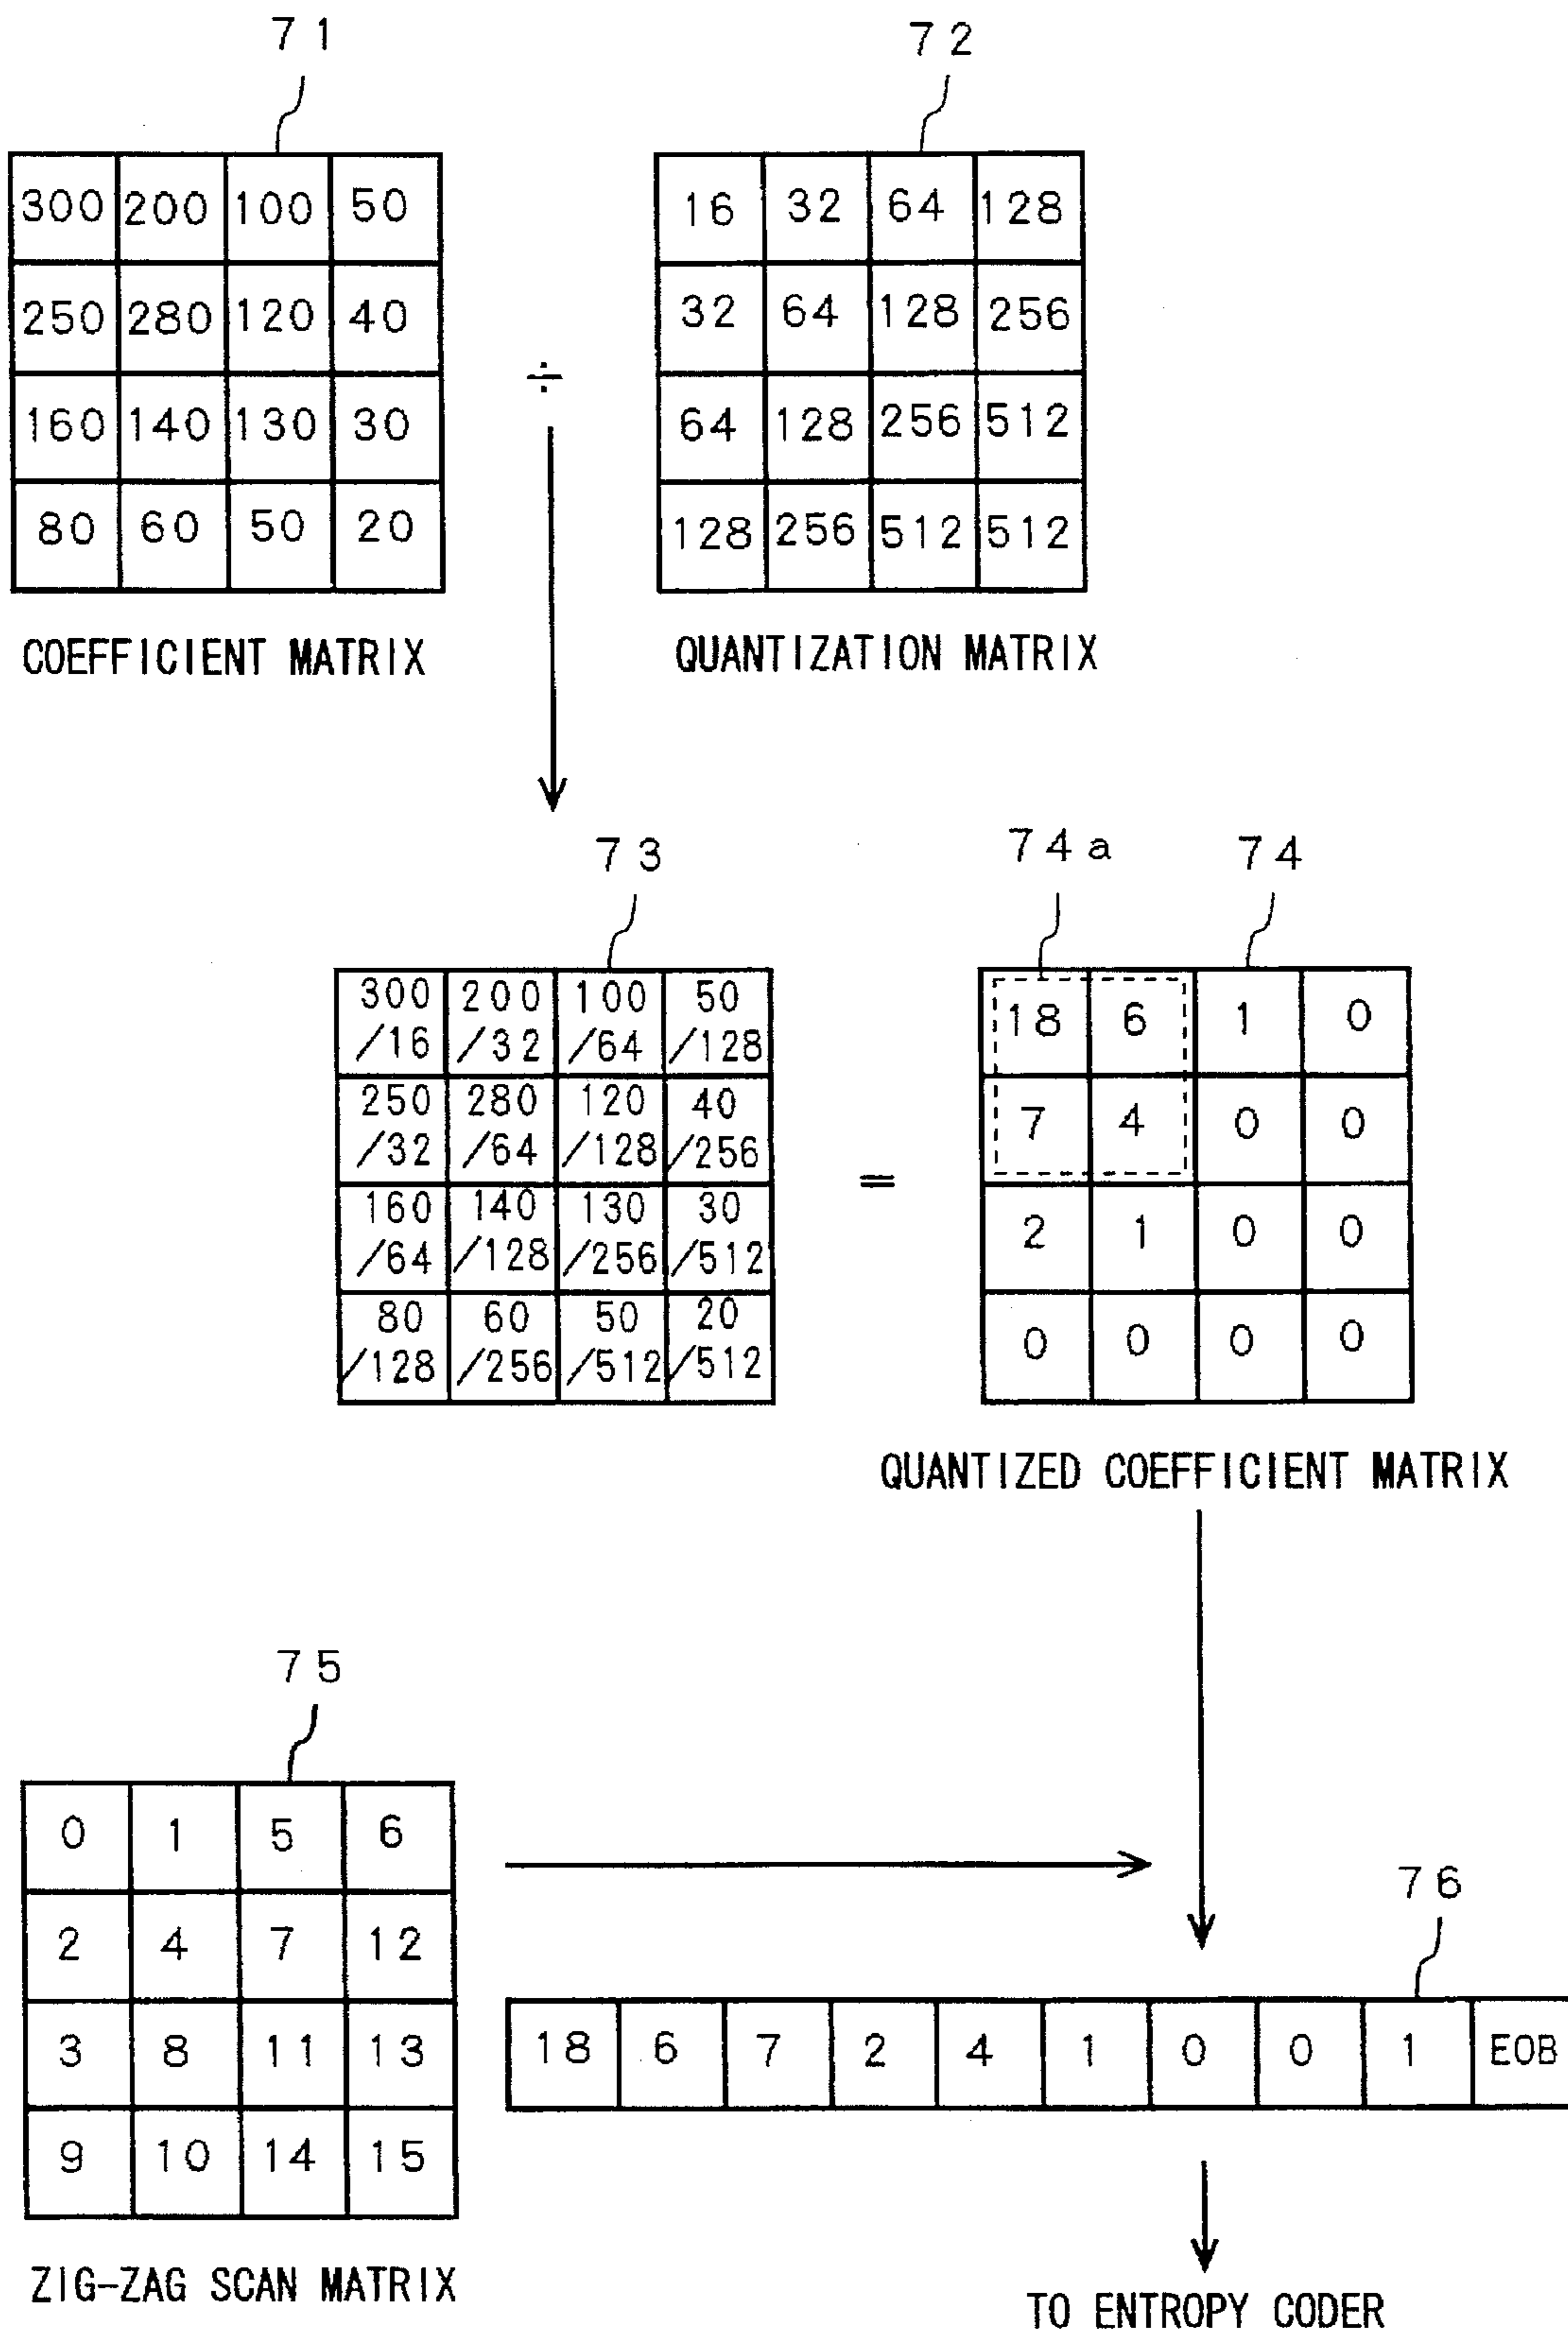 71
72
300 200 100 50
250 280 120 40
160 140 130 30
80 60 50 20
COEFFICIENT MATRIX
÷
16 32 64 128
32 64 128 256
64 128 256 512
128 256 512 512
QUANTIZATION MATRIX
73
300 200 100 50
/16 /32 /64 /128
250 280 120 40
/32 /64 /128 /256
160 140 130 30
/64 /128 /256 /512
80 60 50 20
/128 /256 /512 /512
=
74a
74
18 6 1 0
7 4 0 0
2 1 0 0
0 0 0 0
QUANTIZED COEFFICIENT MATRIX
75
0 1 5 6
2 4 7 12
3 8 11 13
9 10 14 15
ZIG-ZAG SCAN MATRIX
76
18 6 7 2 4 1 0 0 1 EOB
TO ENTROPY CODER